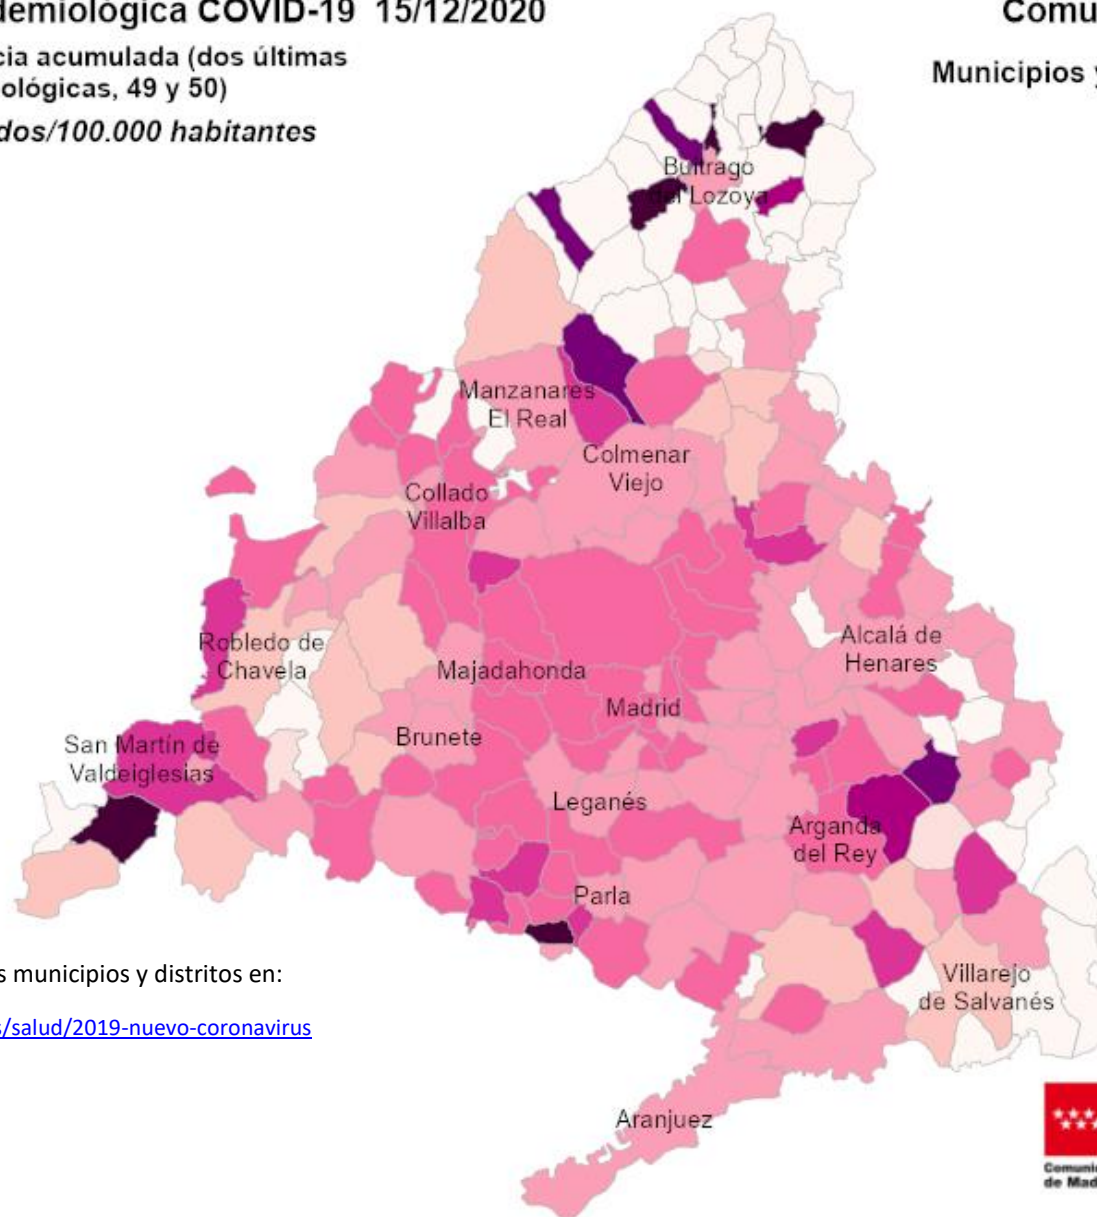 demiológica COVID-19 15/12/2020
Comu
cia acumulada (dos últimas
ológicas, 49 y 50)
Municipios y
dos/100.000 habitantes
Buitrago
del Lozoya
Manzanares
El Real
Colmenar
Viejo
Collado
Villalba
Robledo de
Chavela
Alcalá de
Henares
Majadahonda
Madrid
Brunete
San Martín de
Valdeiglesias
Leganés
Arganda
del Rey
Parla
s municipios y distritos en:
Villarejo
de Salvanés
s/salud/2019-nuevo-coronavirus
Aranjuez
Comuni
de Mad